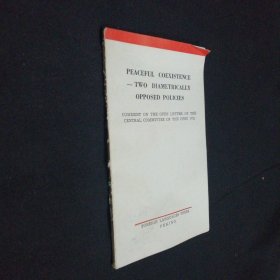 PEACEFUL COEXISTENCE
—TWO DIAMETRICALLY
OPPOSED POLICIES
COMMENT ON THE OPEN LETTER OF THE
CENTRAL COMMITTEE OF THE CPSU (VI)
FOREIGN LANGUAGES PRESS
PEKING